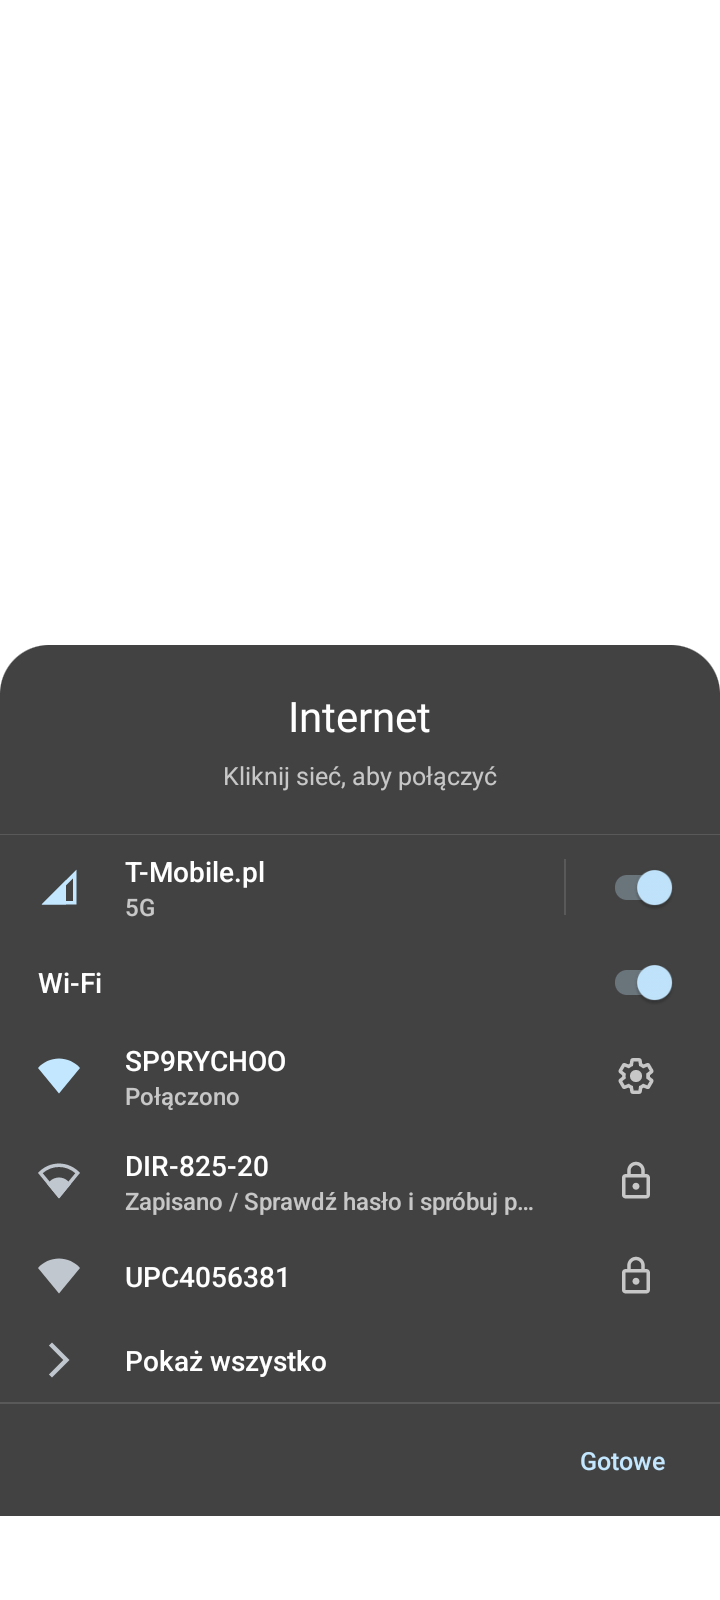 Internet
Kliknij sieć, aby połączyć
T-Mobile.pl
5G
Wi-Fi
SP9RYCHOO
Połączono
DIR-825-20
Zapisano / Sprawdź hasło i spróbuj p...
UPC4056381
Pokaż wszystko
Gotowe